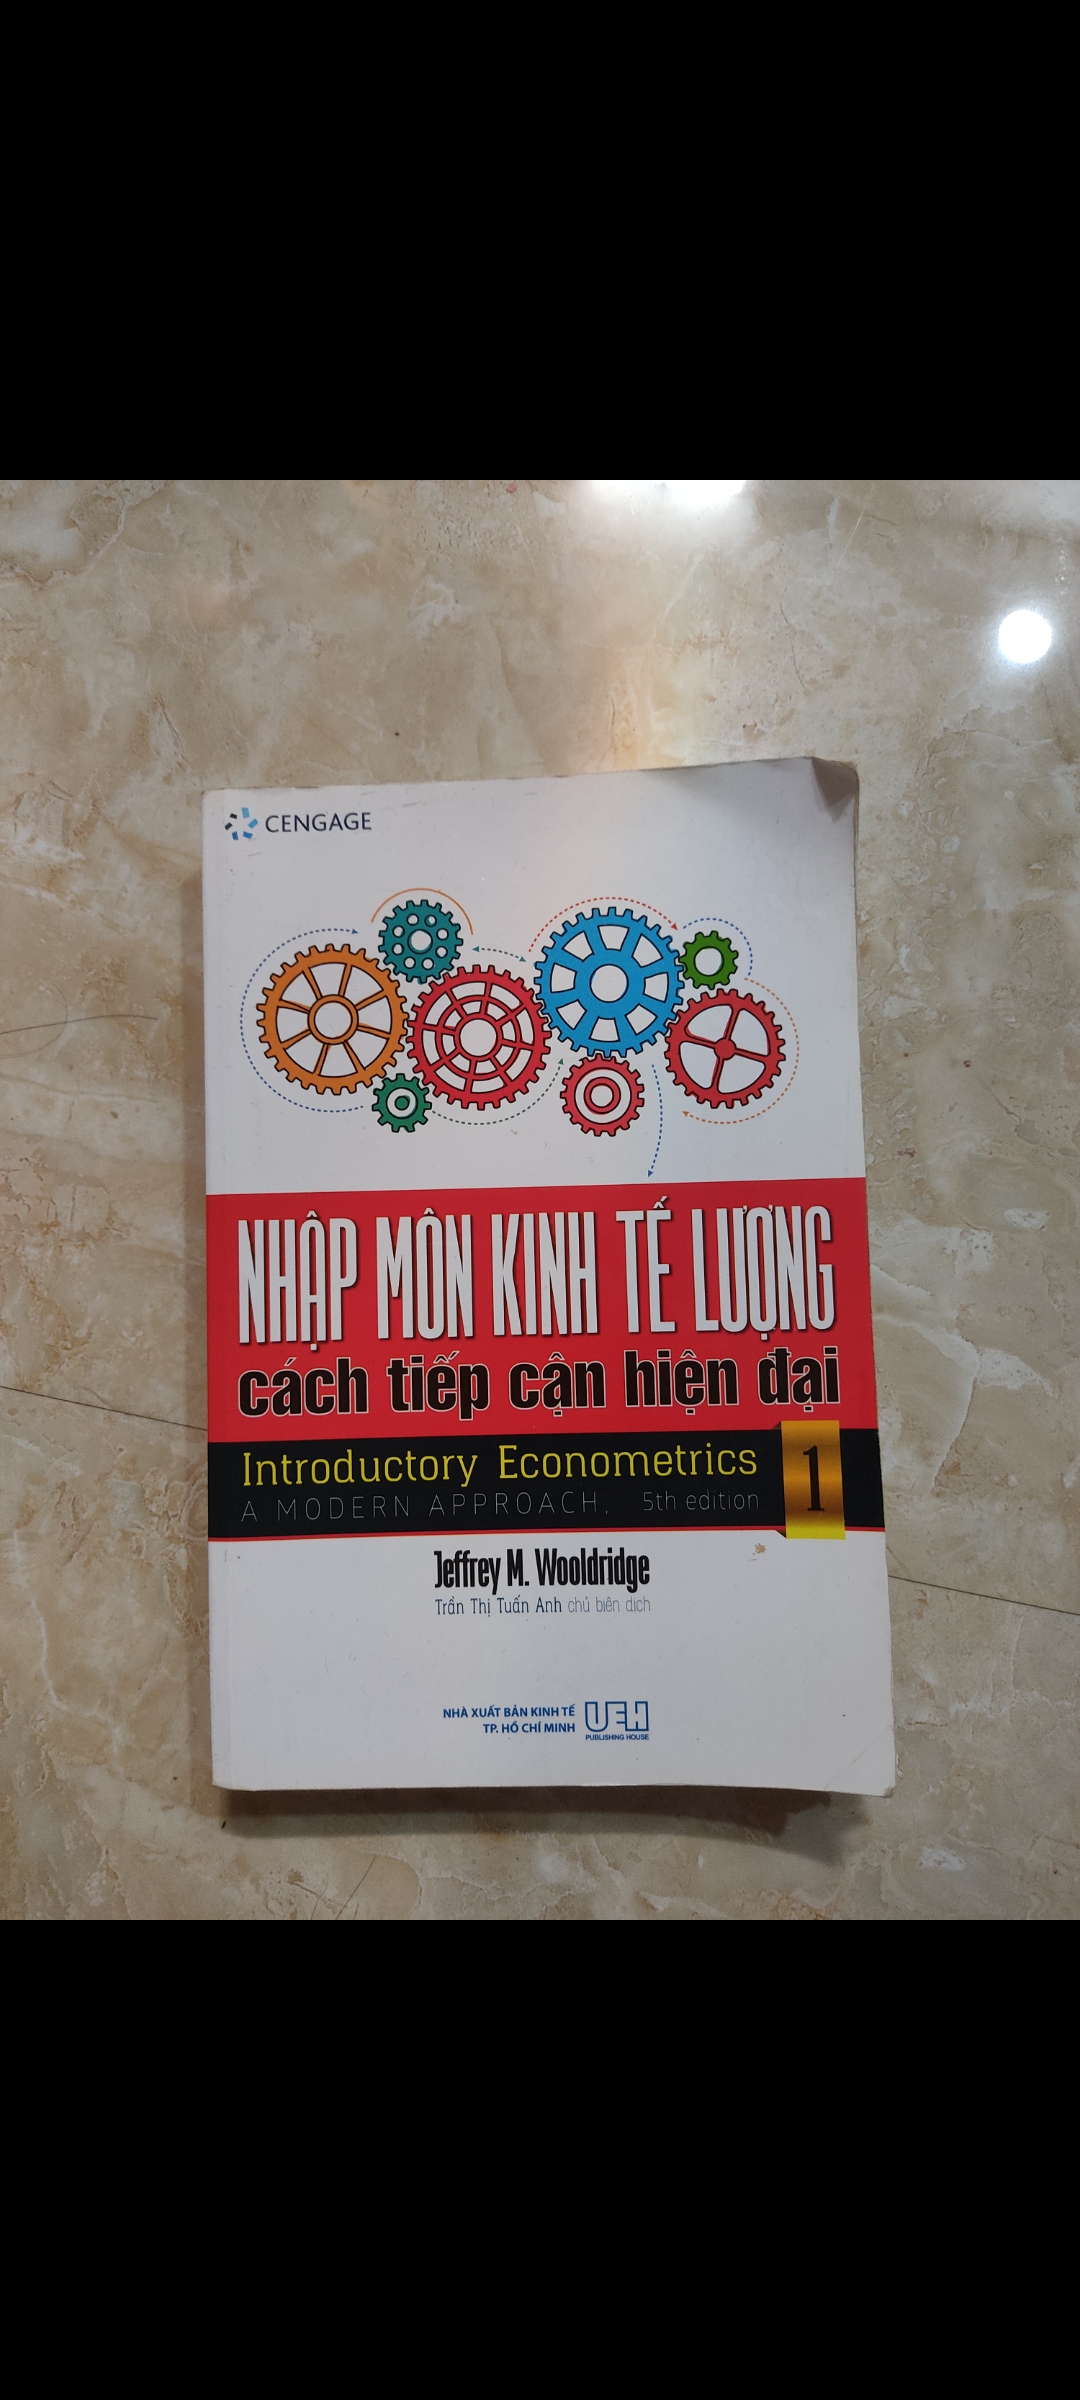 CENGAGE
NHẬP MÔN KINH TẾ LƯỢNG
cách tiếp cận hiện đại
Introductory Econometrics
A MODERN APPROACH, 5th edition
1
Jeffrey M. Wooldridge
Trần Thị Tuấn Anh chủ biên dịch
NHÀ XUẤT BẢN KINH TẾ
TP. HỒ CHÍ MINH
UEH
PUBLISHING HOUSE